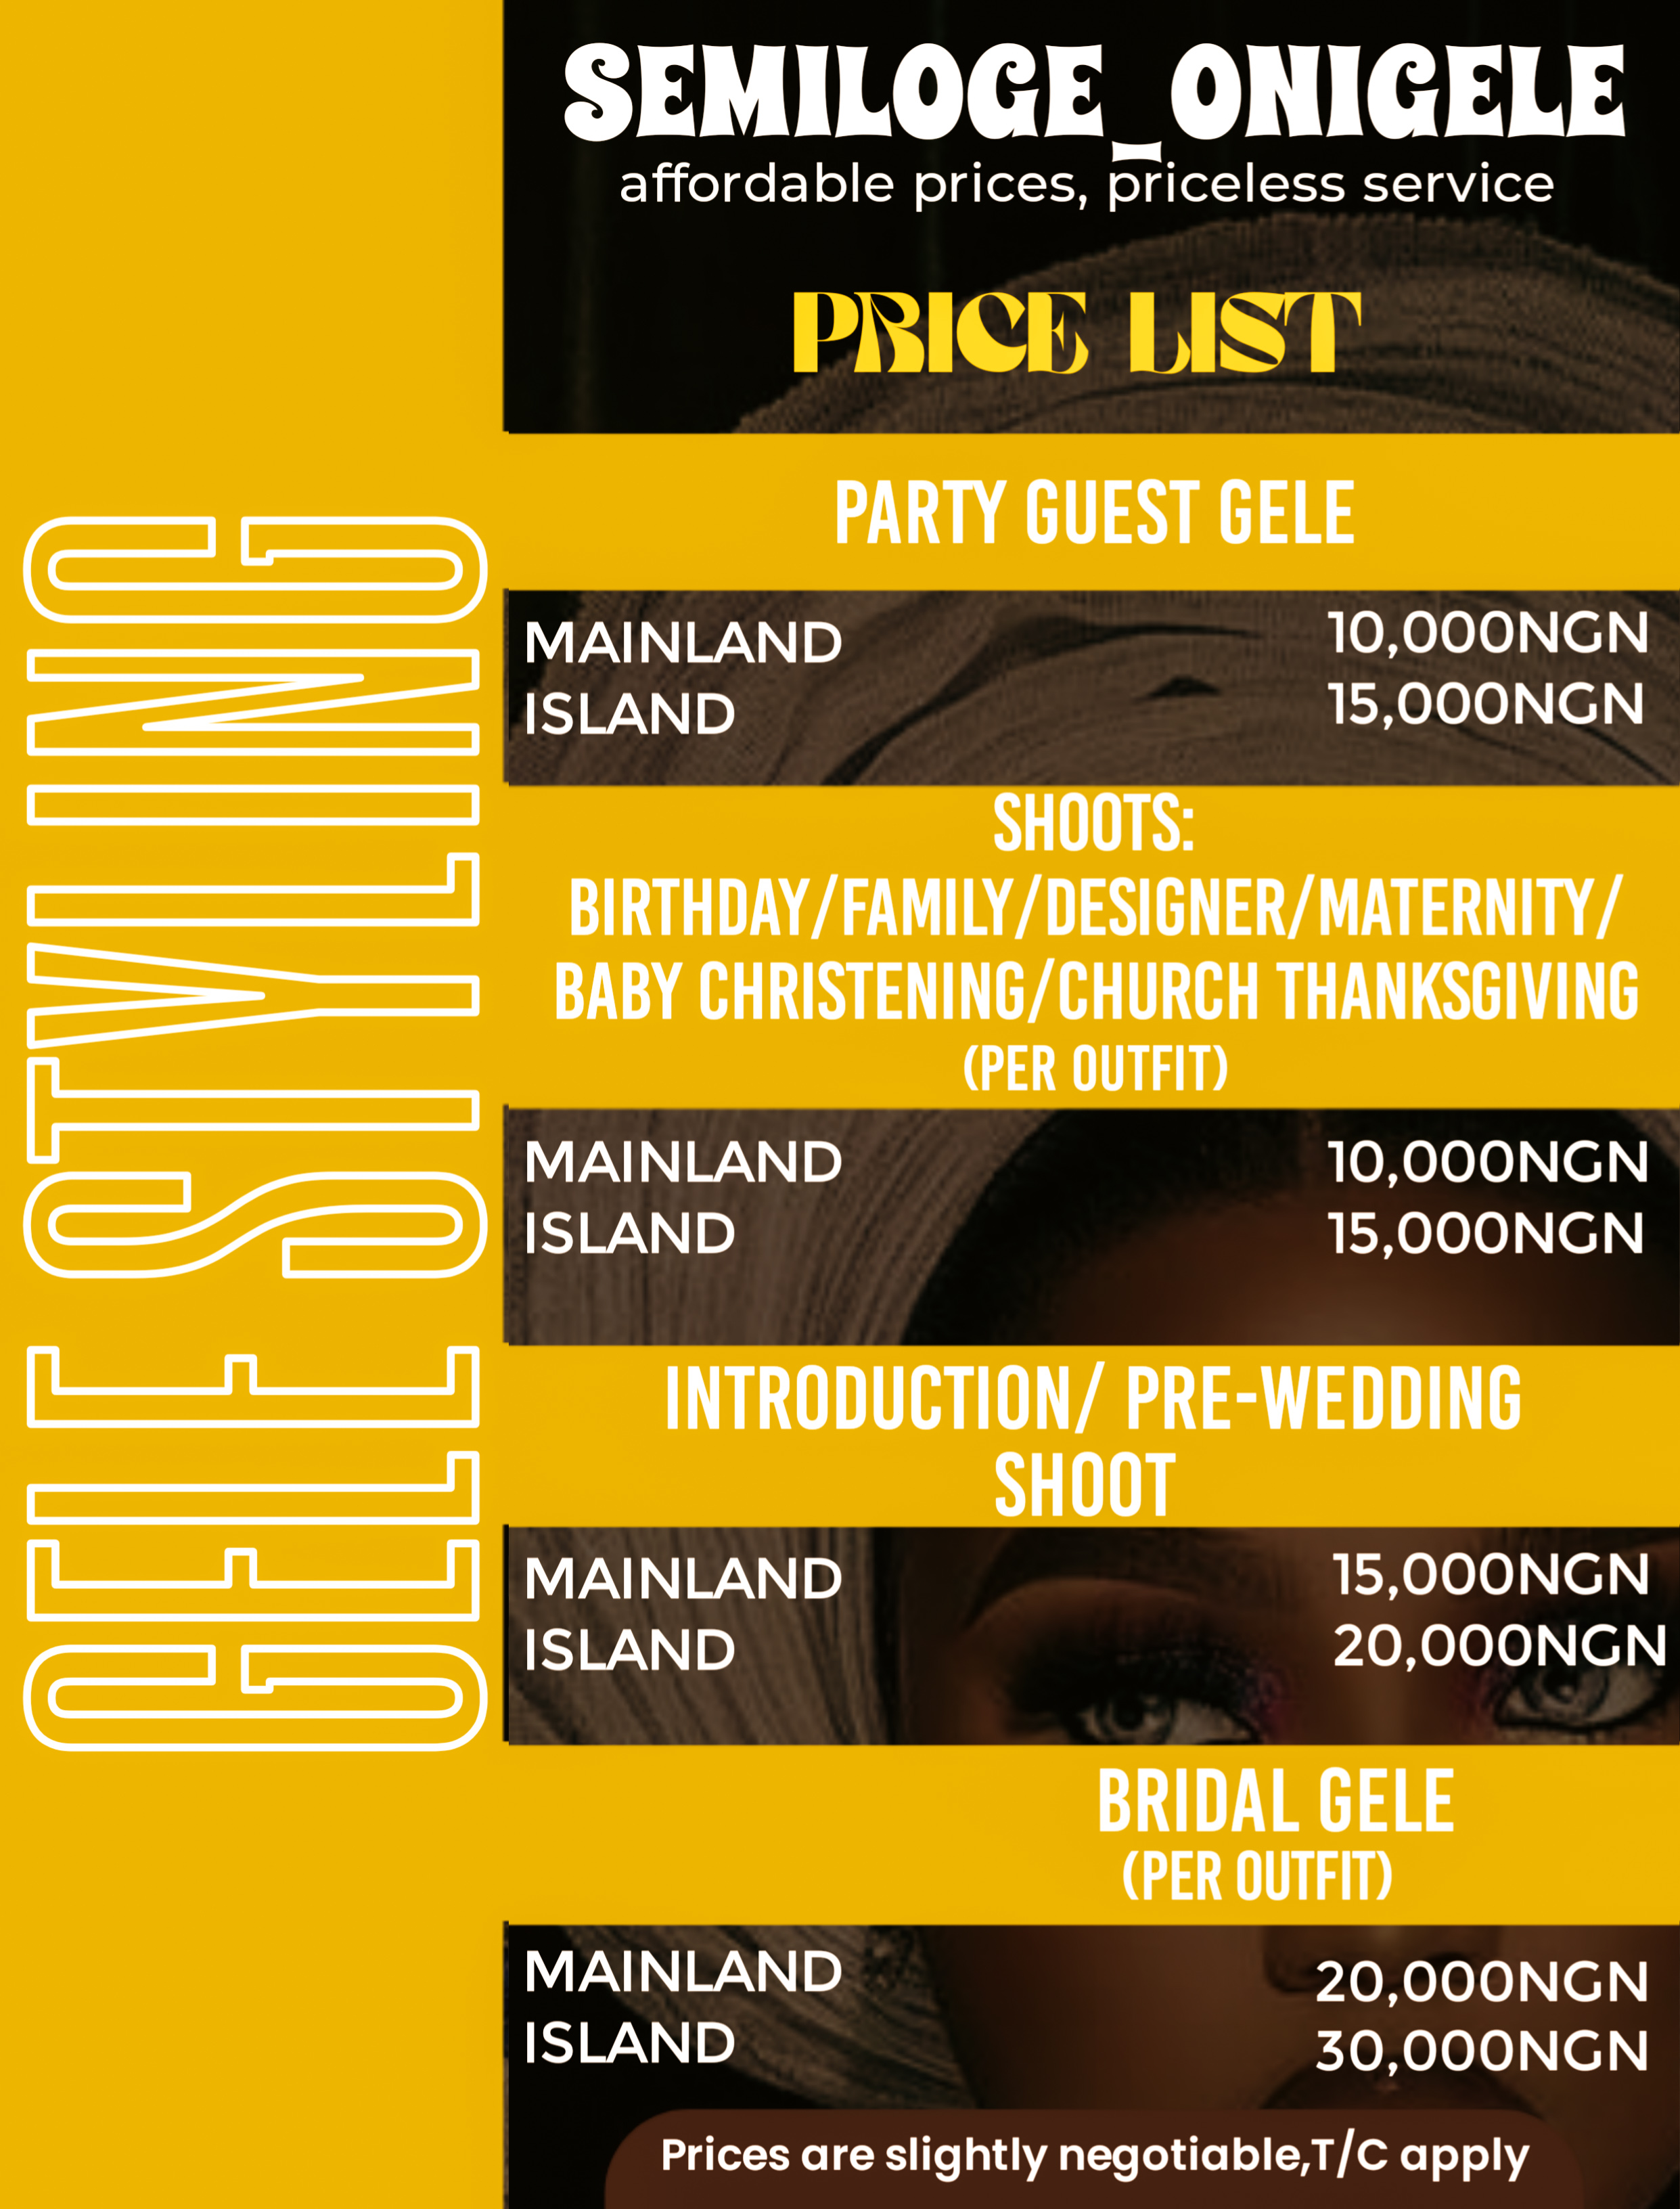 SEMILOGE_ONIGELE
affordable prices, priceless service
PRICE LIST
GELE STYLING
PARTY GUEST GELE
MAINLAND 10,000NGN
ISLAND 15,000NGN
SHOOTS:
BIRTHDAY/FAMILY/DESIGNER/MATERNITY/
BABY CHRISTENING/CHURCH THANKSGIVING
(PER OUTFIT)
MAINLAND 10,000NGN
ISLAND 15,000NGN
INTRODUCTION/ PRE-WEDDING
SHOOT
MAINLAND 15,000NGN
ISLAND 20,000NGN
BRIDAL GELE
(PER OUTFIT)
MAINLAND 20,000NGN
ISLAND 30,000NGN
Prices are slightly negotiable,T/C apply